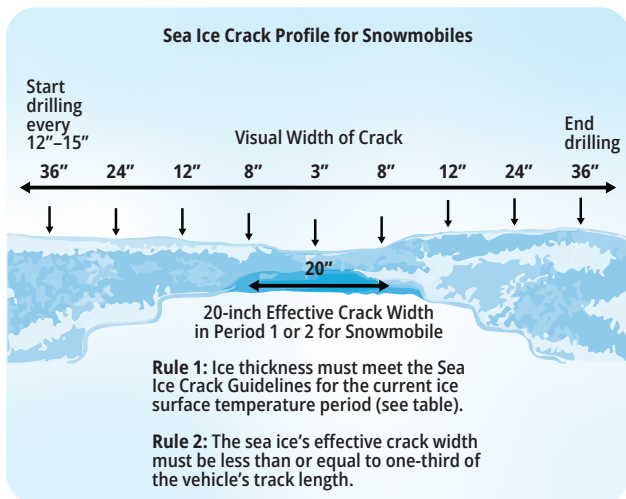 Sea Ice Crack Profile for Snowmobiles
Start
drilling
every
12”–15”
Visual Width of Crack
End
drilling
36” 24” 12” 8” 3” 8” 12” 24” 36”
20”
20-inch Effective Crack Width
in Period 1 or 2 for Snowmobile
Rule 1: Ice thickness must meet the Sea
Ice Crack Guidelines for the current ice
surface temperature period (see table).
Rule 2: The sea ice’s effective crack width
must be less than or equal to one-third of
the vehicle’s track length.